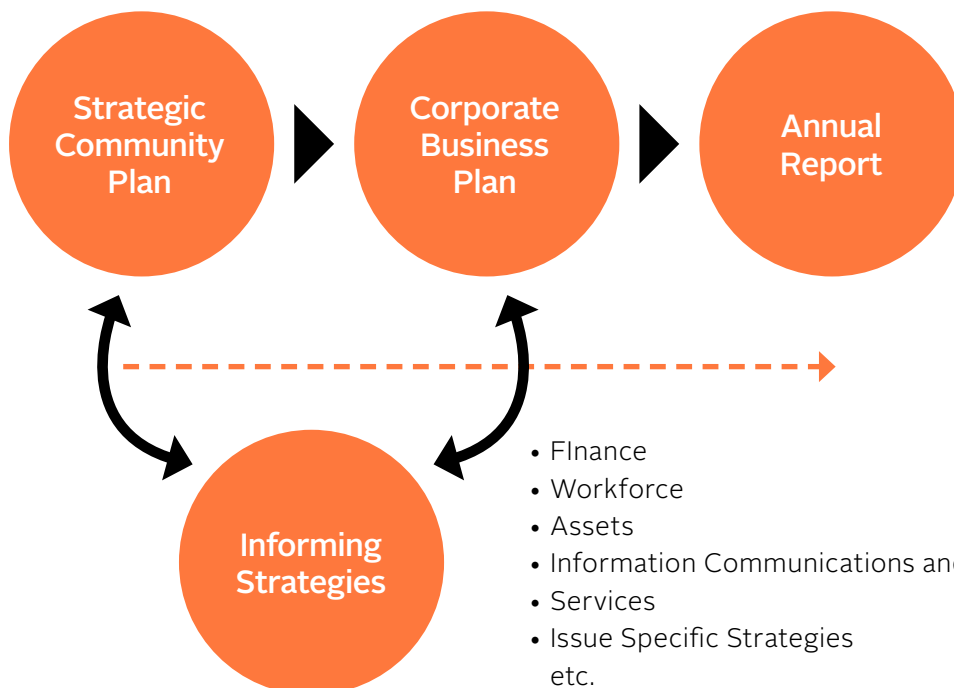 Strategic
Community
Plan
Corporate
Business
Plan
Annual
Report
Informing
Strategies
• FInance
• Workforce
• Assets
• Information Communications and
• Services
• Issue Specific Strategies
etc.